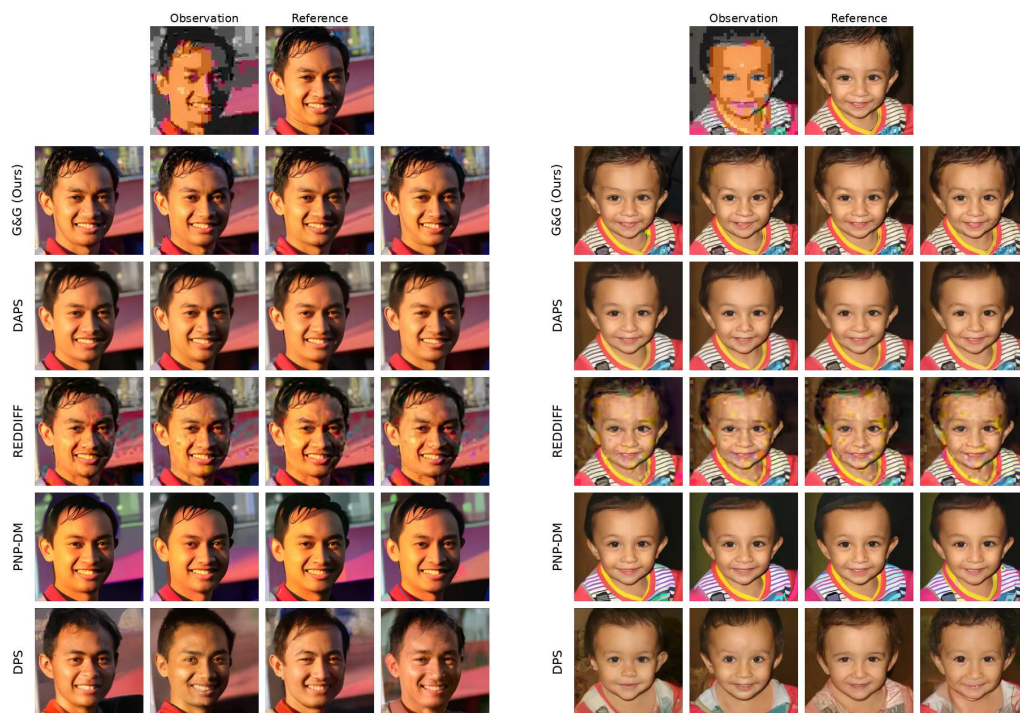 Observation Reference
G&G (Ours)
DAPS
REDDIFF
PNP-DM
DPS
Observation Reference
G&G (Ours)
DAPS
REDDIFF
PNP-DM
DPS